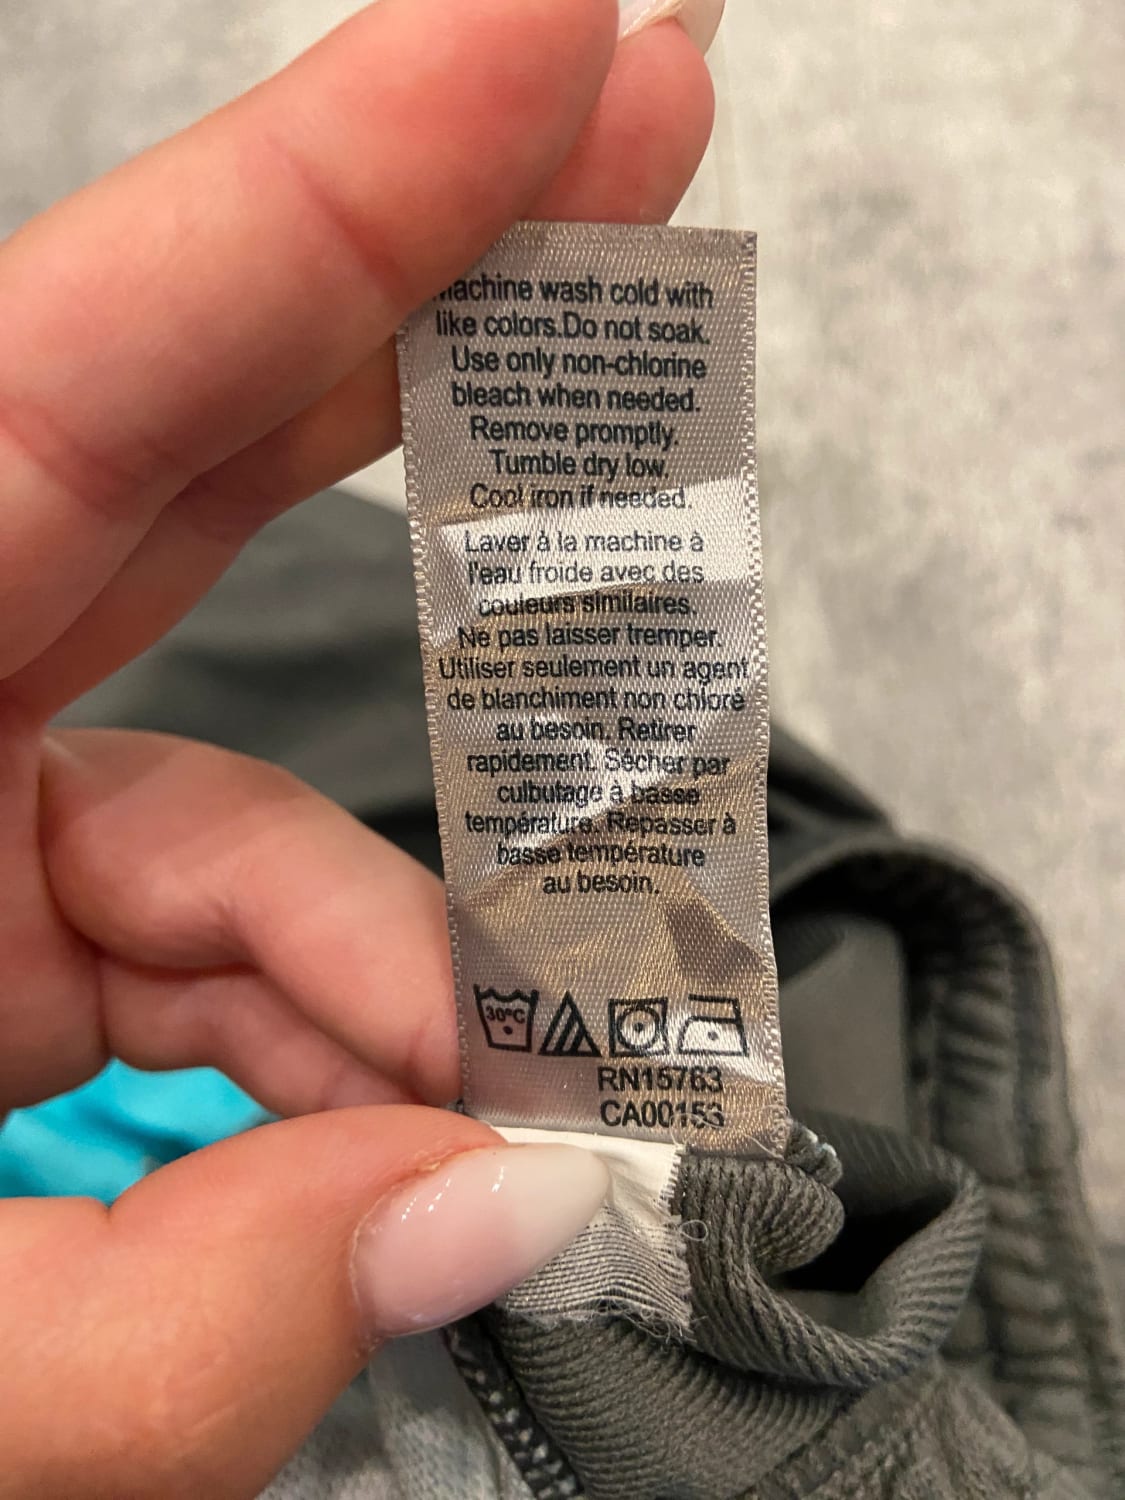 Machine wash cold with
like colors.Do not soak.
Use only non-chlorine
bleach when needed.
Remove promptly.
Tumble dry low.
Cool iron if needed.
Laver à la machine à
l'eau froide avec des
couleurs similaires.
Ne pas laisser tremper.
Utiliser seulement un agent
de blanchiment non chloré
au besoin. Retirer
rapidement. Sécher par
culbutage à basse
température. Repasser à
basse température
au besoin.
30°C
RN15763
CA00153